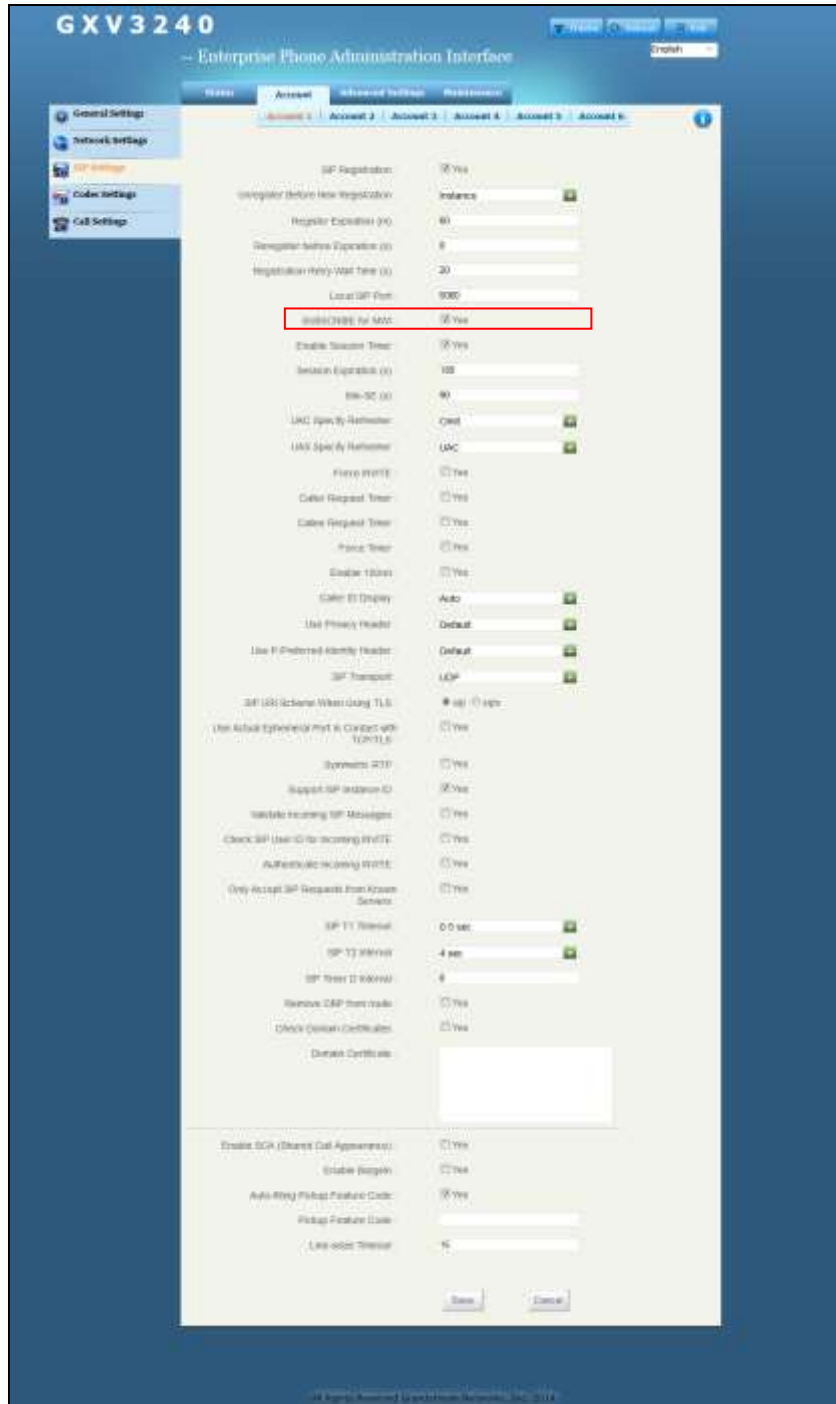 GXV3240
-- Enterprise Phone Administration Interface
English
Status Account Advanced Settings Maintenance
Account 1 Account 2 Account 3 Account 4 Account 5 Account 6
General Settings
Network Settings
SIP Settings
Codec Settings
Call Settings
SIP Registration: Yes
Unregister Before New Registration: Instance
Register Expiration (m): 60
Reregister before Expiration (s): 0
Registration Retry Wait Time (s): 20
Local SIP Port: 5060
SUBSCRIBE for MWI: Yes
Enable Session Timer: Yes
Session Expiration (s): 180
Min-SE (s): 90
UAC Specify Refresher:
UAS Specify Refresher: UAC
Force INVITE: Yes
Caller Request Timer: Yes
Callee Request Timer: Yes
Force Timer: Yes
Enable 100rel: Yes
Caller ID Display: Auto
Use Privacy Header: Default
Use P-Preferred-Identity Header: Default
SIP Transport: UDP
SIP URI Scheme When Using TLS: sip sips
Use Actual Ephemeral Port in Contact with
TCP/TLS: Yes
Symmetric RTP: Yes
Support SIP Instance ID: Yes
Validate Incoming SIP Messages: Yes
Check SIP User ID for Incoming INVITE: Yes
Authenticate Incoming INVITE: Yes
Only Accept SIP Requests from Known
Servers: Yes
SIP T1 Timeout: 0.5 sec
SIP T2 Interval: 4 sec
SIP Timer D Interval: 0
Remove OBP from route: Yes
Check Domain Certificates: Yes
Domain Certificate:
Enable SCA (Shared Call Appearance): Yes
Enable BargeIn: Yes
Auto-filling Pickup Feature Code: Yes
Pickup Feature Code:
Line-seize Timeout: 15
Save Cancel
All Rights Reserved Grandstream Networks, Inc. 2014